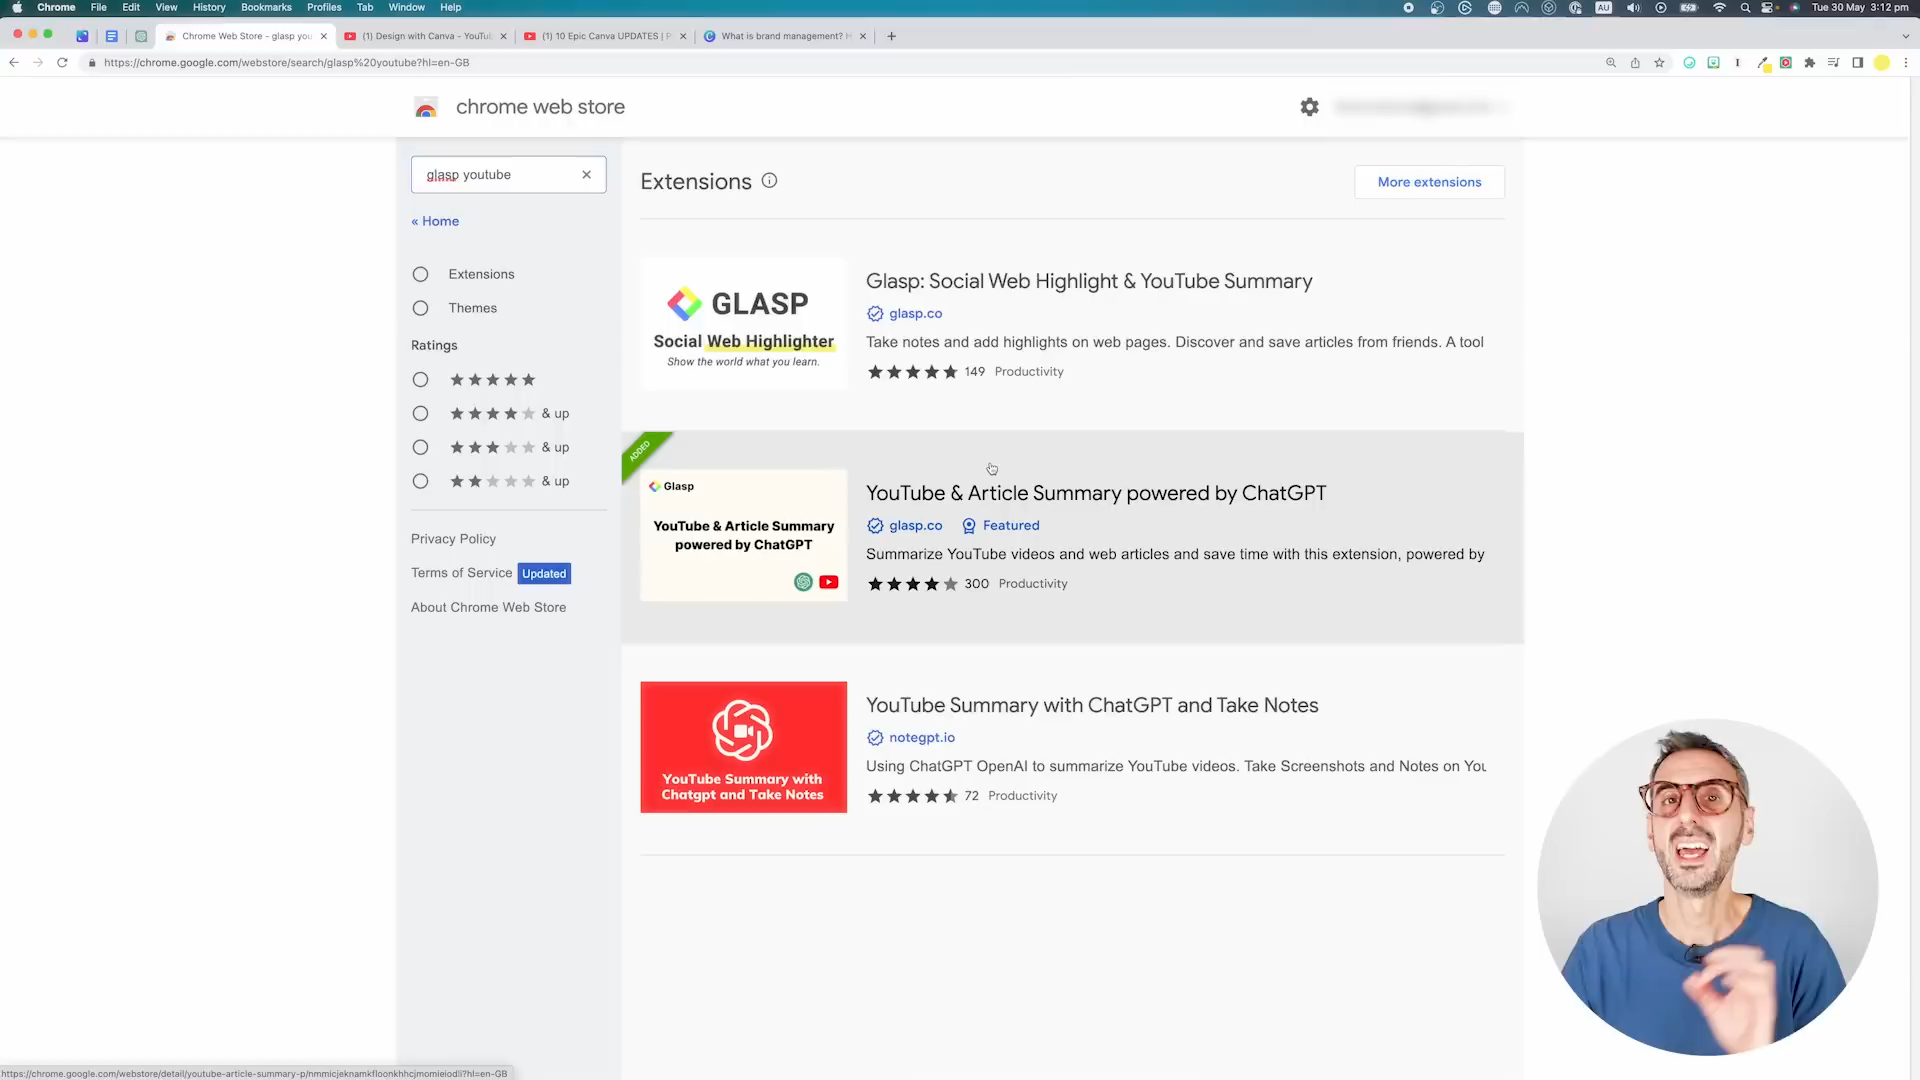 Chrome File Edit View History Bookmarks Profiles Tab Window Help
AU
Tue 30 May 3:12 pm
Chrome Web Store - glasp you
(1) Design with Canva - YouTu
(1) 10 Epic Canva UPDATES |
What is brand management?
https://chrome.google.com/webstore/search/glasp%20youtube?hl=en-GB
chrome web store
glasp youtube
« Home
Extensions
Themes
Ratings
& up
& up
& up
Privacy Policy
Terms of Service Updated
About Chrome Web Store
Extensions
More extensions
GLASP
Social Web Highlighter
Show the world what you learn.
Glasp: Social Web Highlight & YouTube Summary
glasp.co
Take notes and add highlights on web pages. Discover and save articles from friends. A tool
149 Productivity
ADDED
Glasp
YouTube & Article Summary
powered by ChatGPT
YouTube & Article Summary powered by ChatGPT
glasp.co Featured
Summarize YouTube videos and web articles and save time with this extension, powered by
300 Productivity
YouTube Summary with
Chatgpt and Take Notes
YouTube Summary with ChatGPT and Take Notes
notegpt.io
Using ChatGPT OpenAI to summarize YouTube videos. Take Screenshots and Notes on You
72 Productivity